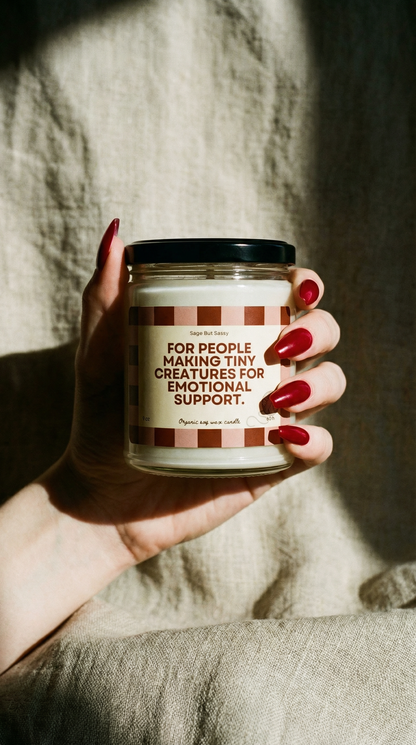 Sage But Sassy
FOR PEOPLE
MAKING TINY
CREATURES FOR
EMOTIONAL
SUPPORT.
Organic soy wax candle